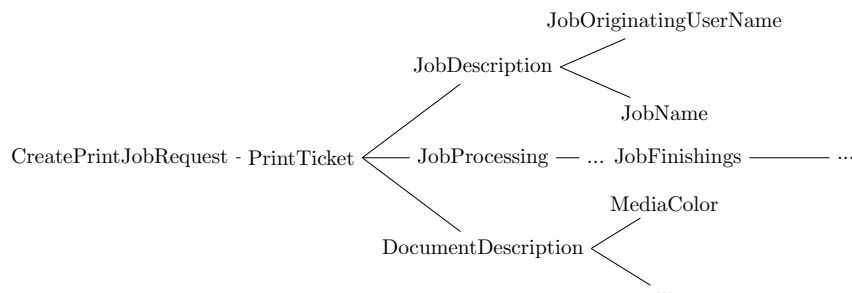 JobOriginatingUserName
JobDescription
JobName
CreatePrintJobRequest - PrintTicket JobProcessing ... JobFinishings ...
MediaColor
DocumentDescription
...